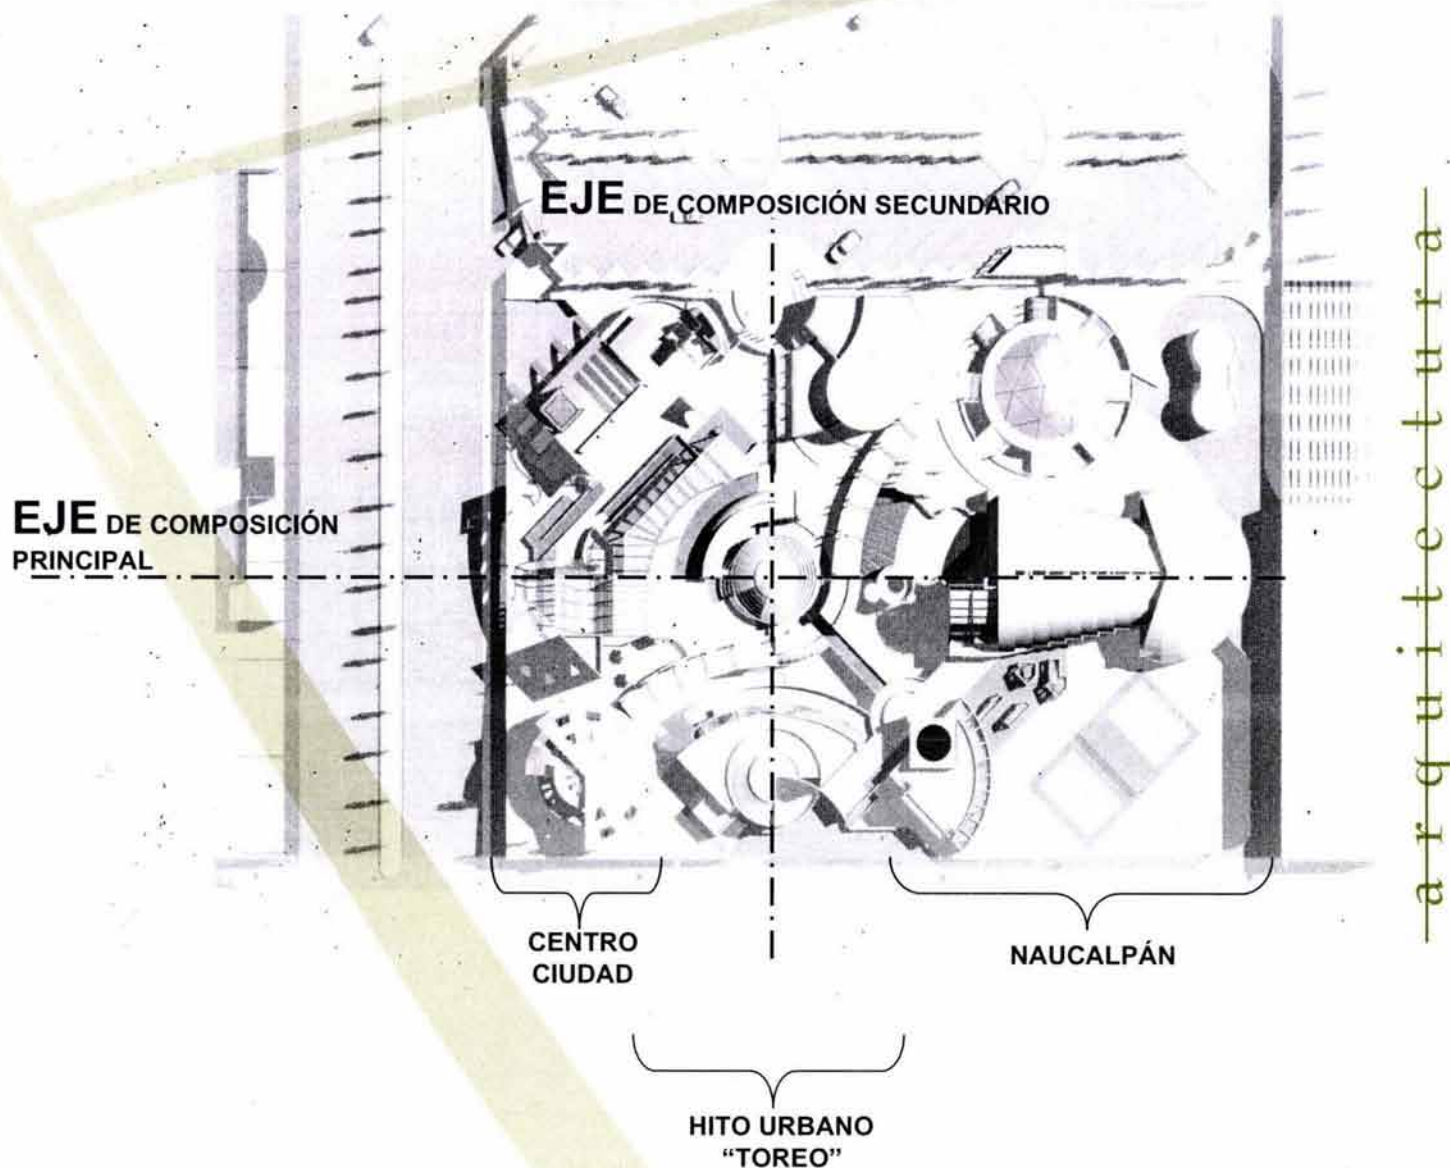 EJE DE COMPOSICIÓN SECUNDARIO
EJE DE COMPOSICIÓN
PRINCIPAL
CENTRO
CIUDAD
NAUCALPÁN
HITO URBANO
“TOREO”
arquitectura